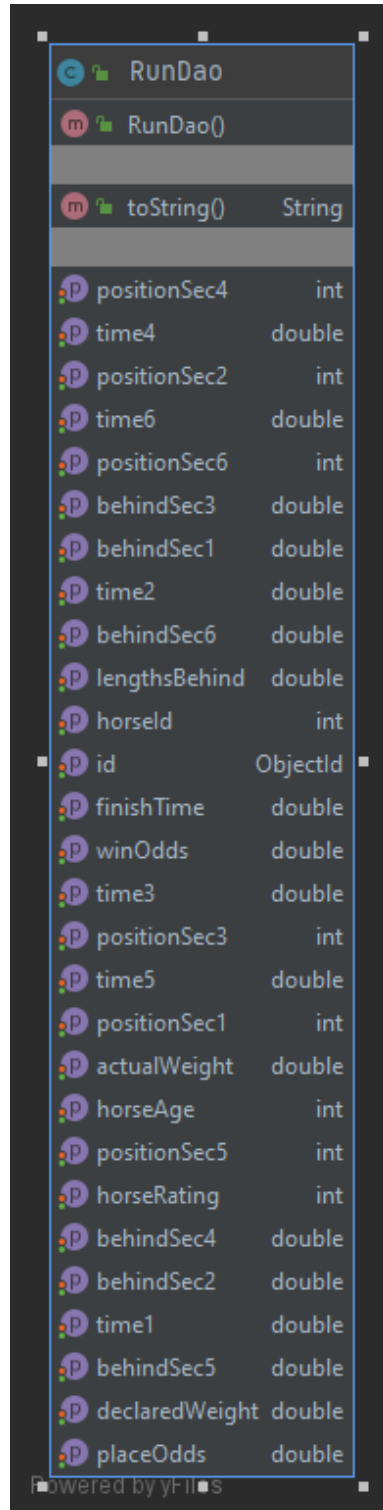 RunDao
RunDao()
toString() String
positionSec4 int
time4 double
positionSec2 int
time6 double
positionSec6 int
behindSec3 double
behindSec1 double
time2 double
behindSec6 double
lengthsBehind double
horseId int
id ObjectId
finishTime double
winOdds double
time3 double
positionSec3 int
time5 double
positionSec1 int
actualWeight double
horseAge int
positionSec5 int
horseRating int
behindSec4 double
behindSec2 double
time1 double
behindSec5 double
declaredWeight double
placeOdds double
Powered by yFiles